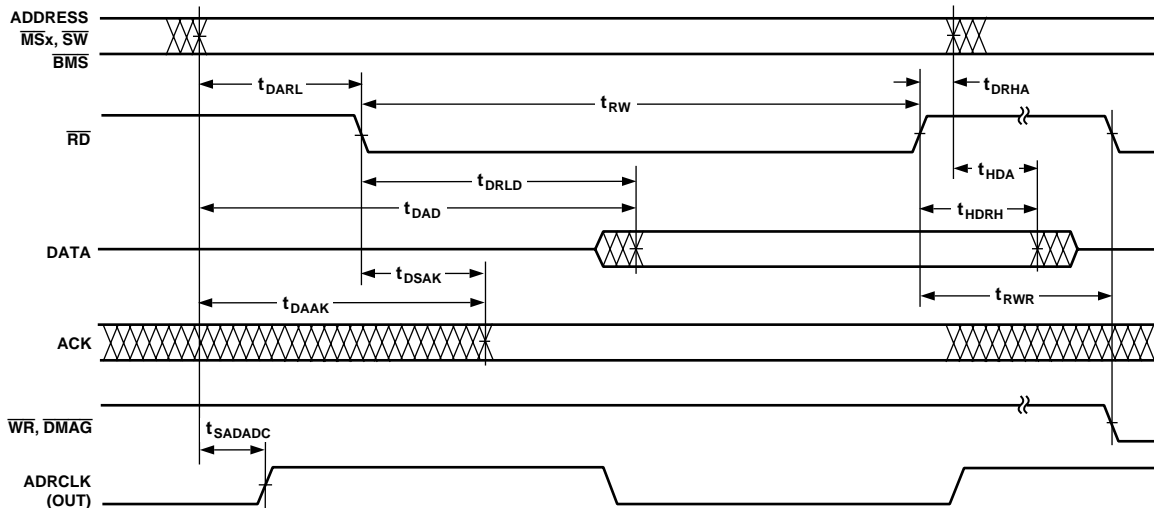 ADDRESS
MSx, SW
BMS
tDARL
tRW
tDRHA
RD
tHDA
tDRLD
tHDRH
tDAD
DATA
tDSAK
tDAAK
tRWR
ACK
WR, DMAG
tSADADC
ADRCLK
(OUT)